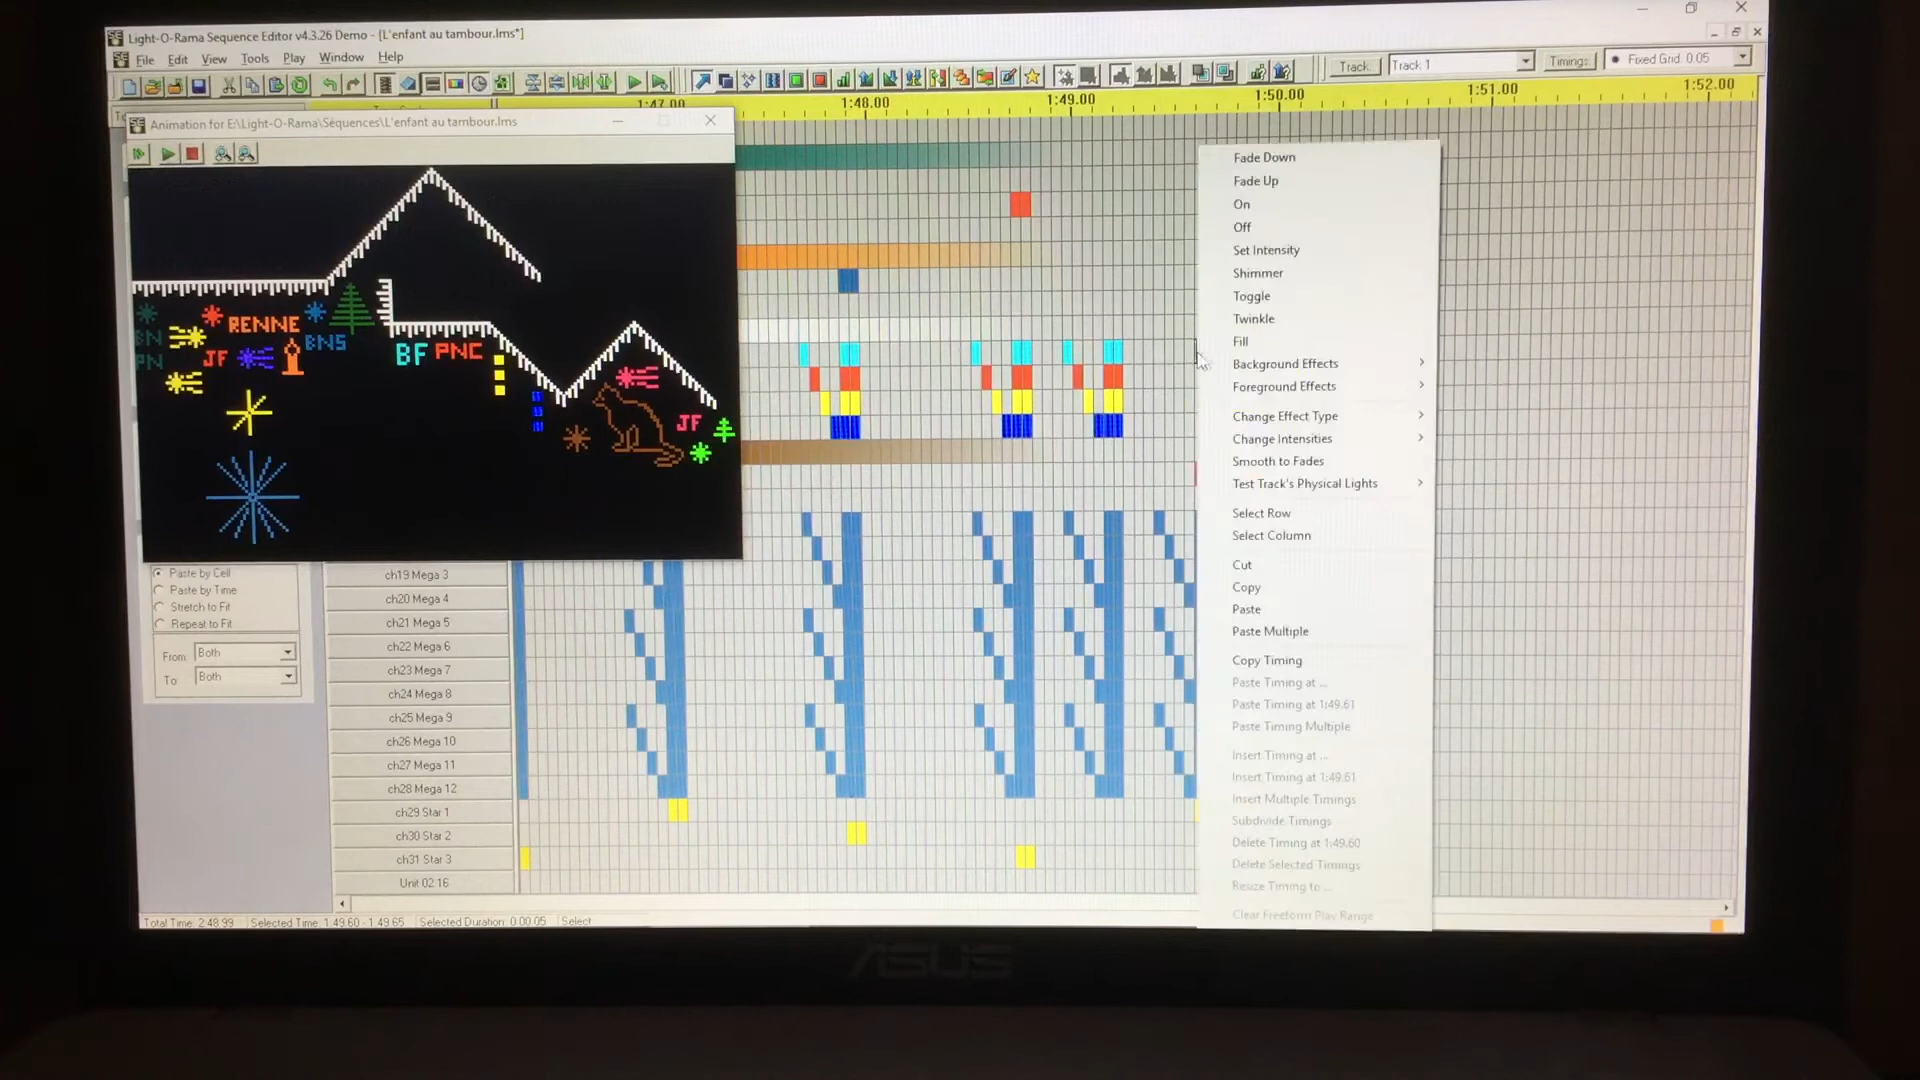 Light-O-Rama Sequence Editor v4.3.26 Demo - [L'enfant au tambour.lms*]
File Edit View Tools Play Window Help
Track: Track 1 Timings: Fixed Grid: 0.05
1:47.00 1:48.00 1:49.00 1:50.00 1:51.00 1:52.00
Animation for E:\Light-O-Rama\Séquences\L'enfant au tambour.lms
BN RENNE BNS
PN JF BF PNC
JF
Fade Down
Fade Up
On
Off
Set Intensity
Shimmer
Toggle
Twinkle
Fill
Background Effects
Foreground Effects
Change Effect Type
Change Intensities
Smooth to Fades
Test Track's Physical Lights
Select Row
Select Column
Cut
Copy
Paste
Paste Multiple
Copy Timing
Paste Timing at ...
Paste Timing at 1:49.61
Paste Timing Multiple
Insert Timing at ...
Insert Timing at 1:49.61
Insert Multiple Timings
Subdivide Timings
Delete Timing at 1:49.60
Delete Selected Timings
Resize Timing to ...
Clear Freeform Play Range
Paste by Cell
Paste by Time
Stretch to Fit
Repeat to Fit
From: Both
To Both
ch19 Mega 3
ch20 Mega 4
ch21 Mega 5
ch22 Mega 6
ch23 Mega 7
ch24 Mega 8
ch25 Mega 9
ch26 Mega 10
ch27 Mega 11
ch28 Mega 12
ch29 Star 1
ch30 Star 2
ch31 Star 3
Unit 02.16
Total Time: 2:48.99 Selected Time: 1:49.60 - 1:49.65 Selected Duration: 0:00.05 Select
ASUS